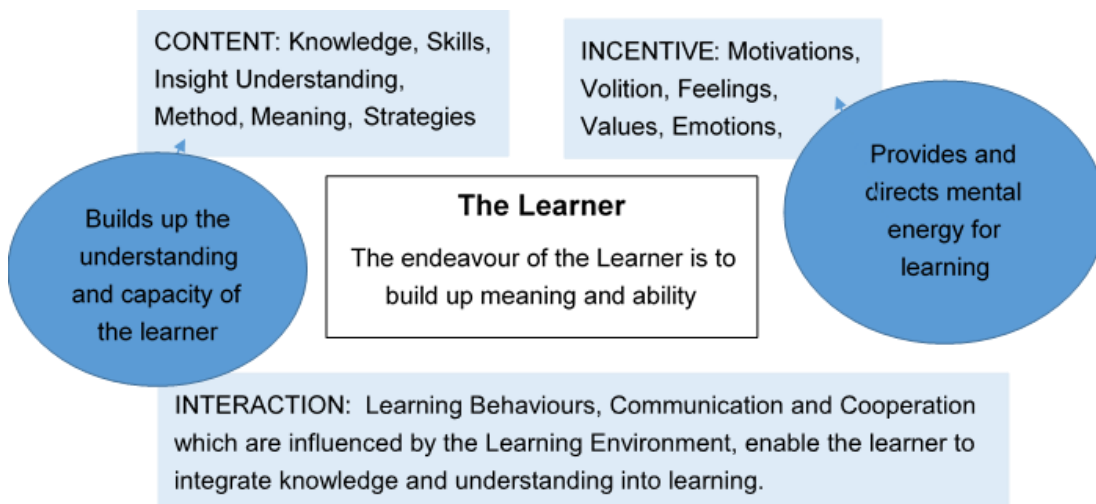 CONTENT: Knowledge, Skills,
Insight Understanding,
Method, Meaning, Strategies
INCENTIVE: Motivations,
Volition, Feelings,
Values, Emotions,
Builds up the
understanding
and capacity of
the learner
The Learner
The endeavour of the Learner is to
build up meaning and ability
Provides and
directs mental
energy for
learning
INTERACTION: Learning Behaviours, Communication and Cooperation
which are influenced by the Learning Environment, enable the learner to
integrate knowledge and understanding into learning.